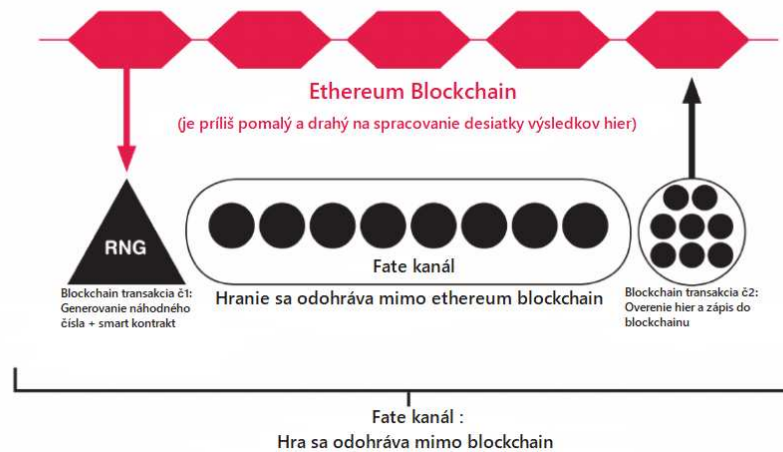 Ethereum Blockchain
(je príliš pomalý a drahý na spracovanie desiatky výsledkov hier)
RNG
Blockchain transakcia č1:
Generovanie náhodného
čísla + smart kontrakt
Fate kanál
Hranie sa odohráva mimo ethereum blockchain
Blockchain transakcia č2:
Overenie hier a zápis do
blockchainu
Fate kanál :
Hra sa odohráva mimo blockchain